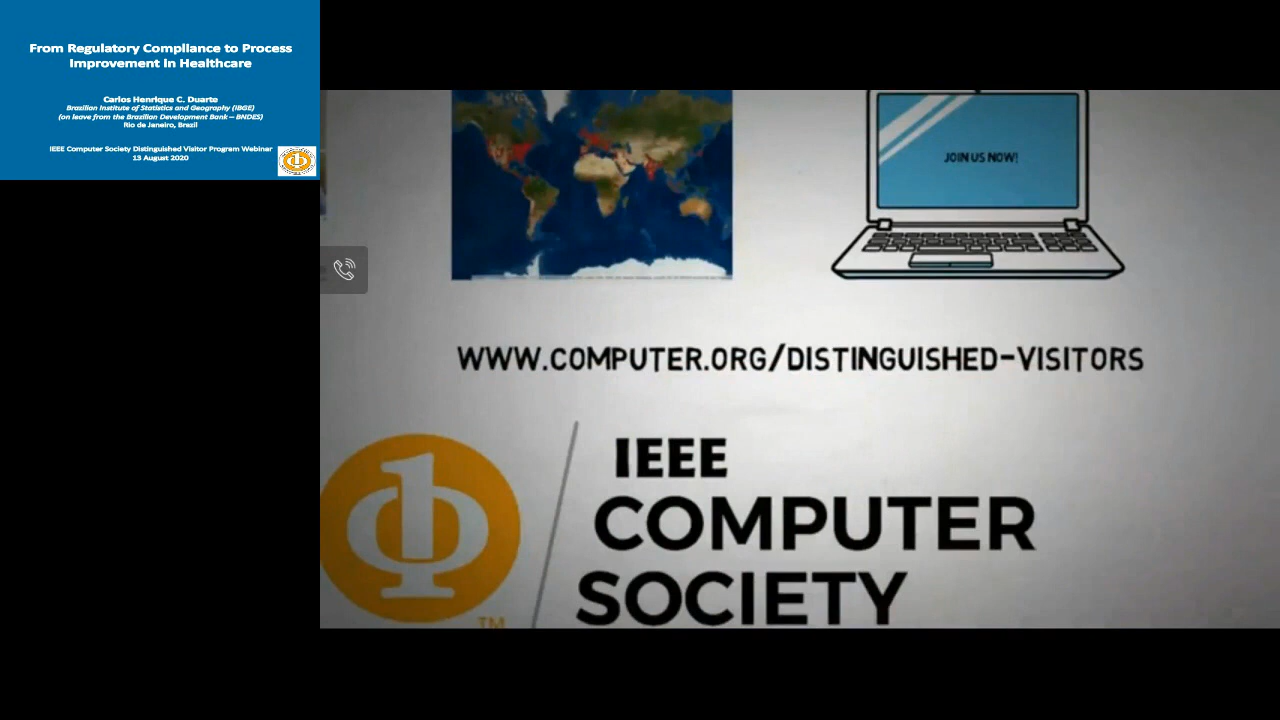 From Regulatory Compliance to Process
Improvement in Healthcare
Carlos Henrique C. Duarte
Brazilian Institute of Statistics and Geography (IBGE)
(on leave from the Brazilian Development Bank – BNDES)
Rio de Janeiro, Brazil
IEEE Computer Society Distinguished Visitor Program Webinar
13 August 2020
JOIN US NOW!
WWW.COMPUTER.ORG/DISTINGUISHED-VISITORS
IEEE
COMPUTER
SOCIETY
TM